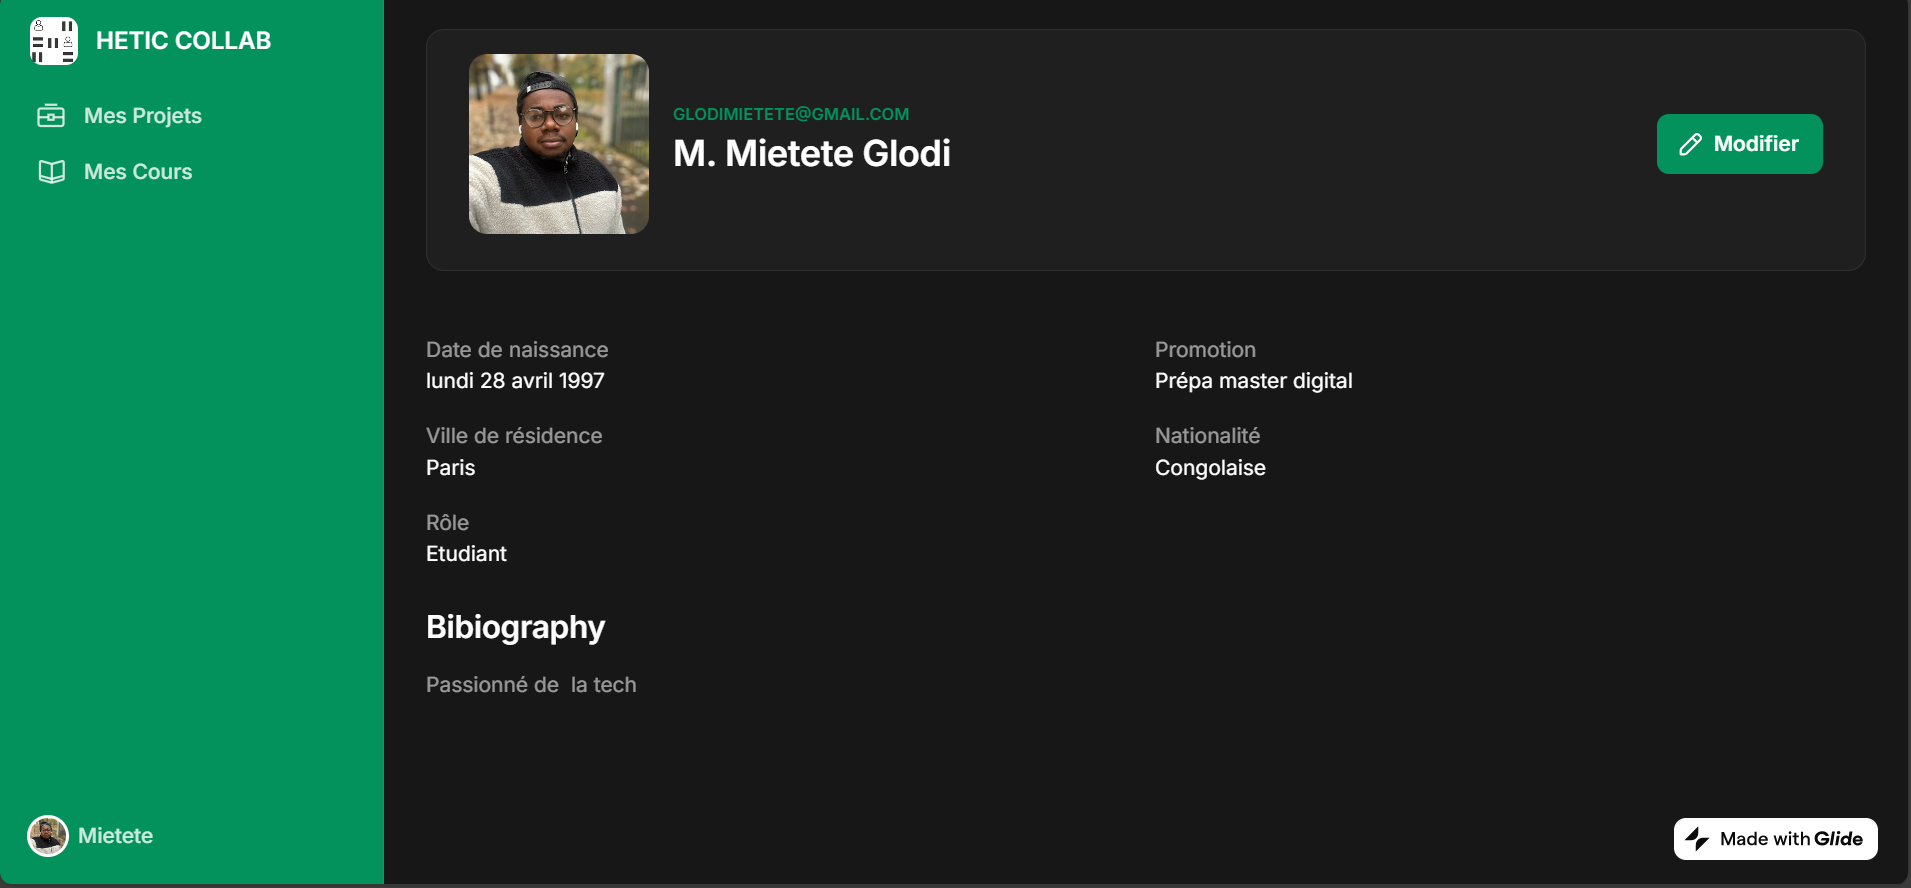 HETIC COLLAB
Mes Projets
Mes Cours
Mietete
GLODIMIETETE@GMAIL.COM
M. Mietete Glodi
Modifier
Date de naissance
lundi 28 avril 1997
Promotion
Prépa master digital
Ville de résidence
Paris
Nationalité
Congolaise
Rôle
Etudiant
Bibiography
Passionné de  la tech
Made with Glide